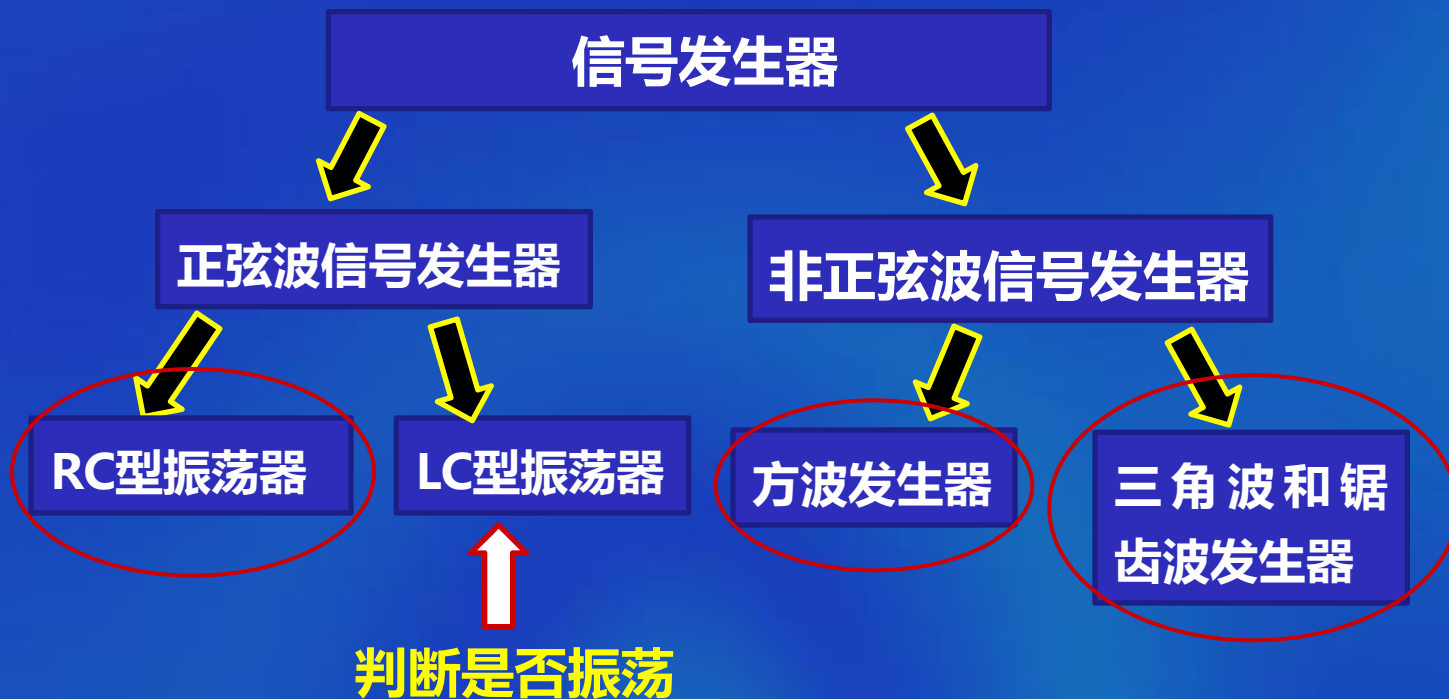 信号发生器
正弦波信号发生器
非正弦波信号发生器
RC型振荡器
LC型振荡器
方波发生器
三角波和锯
齿波发生器
判断是否振荡